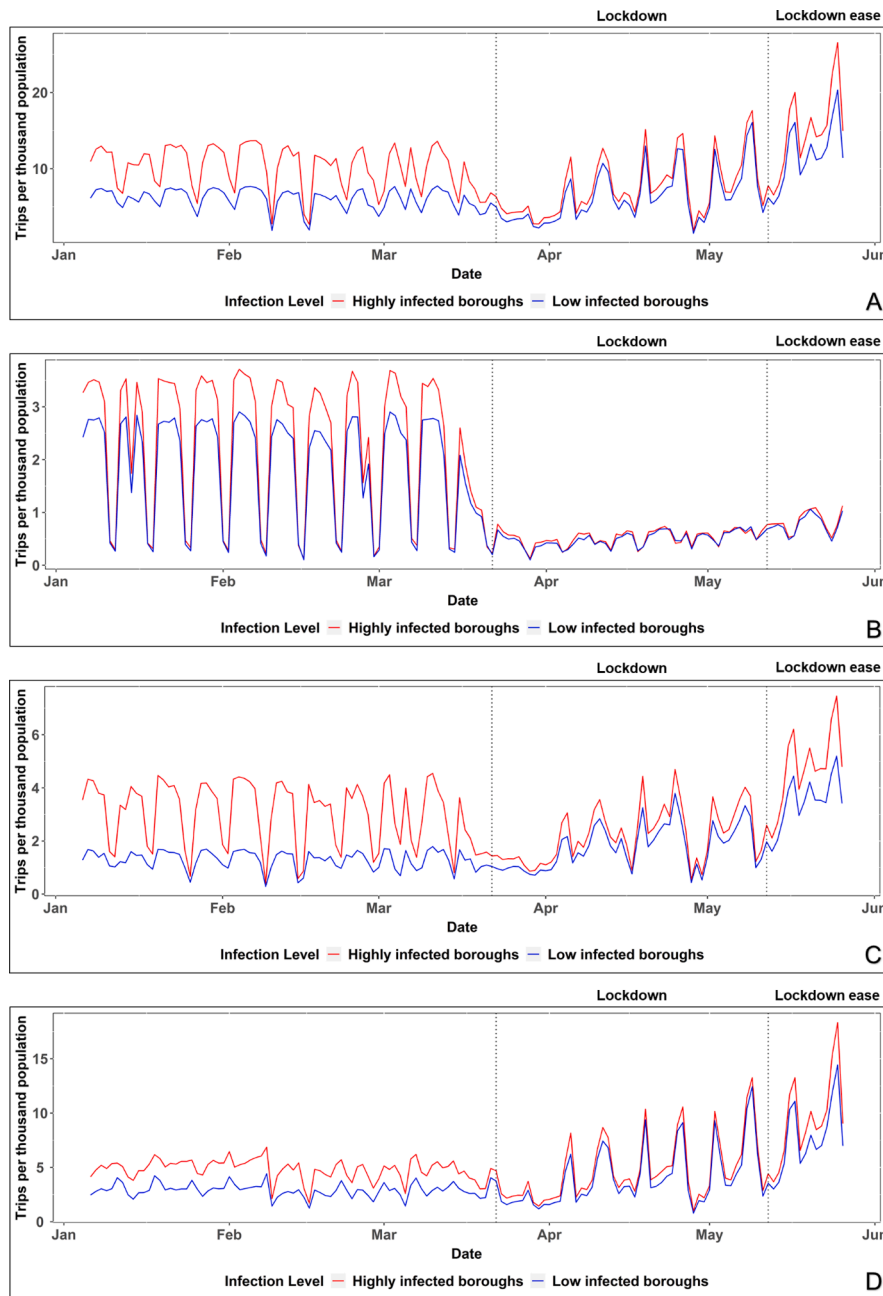 Lockdown Lockdown ease
Trips per thousand population
20
10
Jan Feb Mar Apr May Jun
Date
Infection Level Highly infected boroughs Low infected boroughs
A
Lockdown Lockdown ease
Trips per thousand population
3
2
1
0
Jan Feb Mar Apr May Jun
Date
Infection Level Highly infected boroughs Low infected boroughs
B
Lockdown Lockdown ease
Trips per thousand population
6
4
2
0
Jan Feb Mar Apr May Jun
Date
Infection Level Highly infected boroughs Low infected boroughs
C
Lockdown Lockdown ease
Trips per thousand population
15
10
5
0
Jan Feb Mar Apr May Jun
Date
Infection Level Highly infected boroughs Low infected boroughs
D